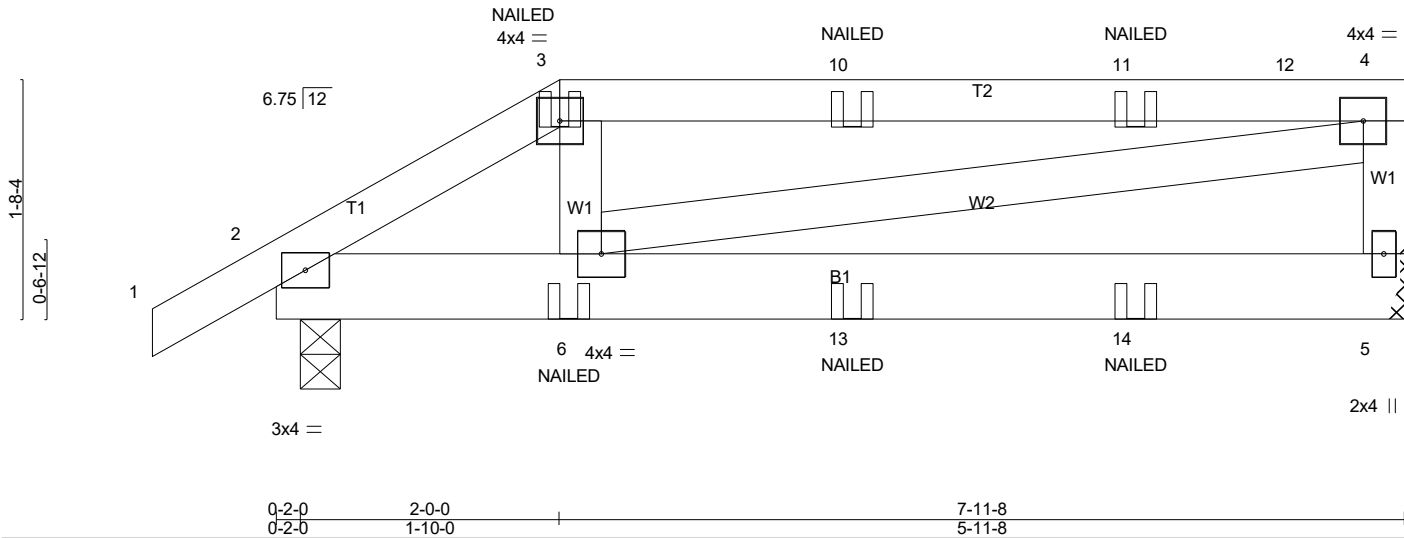 NAILED
4x4 =
3
NAILED
10
NAILED
11
12
4x4 =
4
6.75 12
T2
1-8-4
0-6-12
T1
W1
W1
W2
2
1
B1
6
4x4 =
NAILED
13
NAILED
14
NAILED
5
2x4 ||
3x4 =
0-2-0
2-0-0
7-11-8
0-2-0
1-10-0
5-11-8